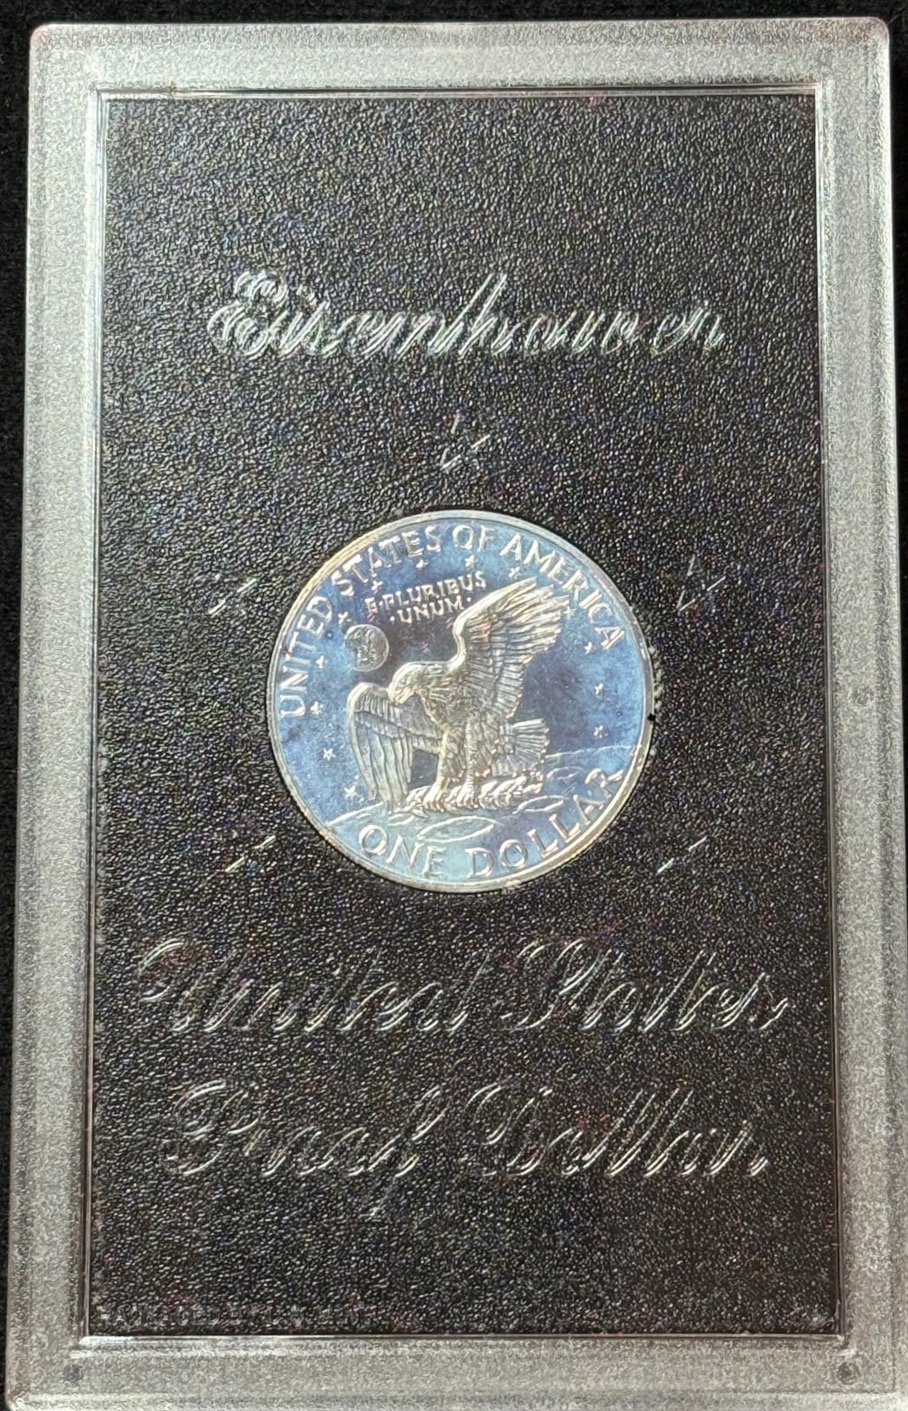 Eisenhower
UNITED STATES OF AMERICA
E·PLURIBUS
·UNUM·
ONE DOLLAR
United States
Proof Dollar